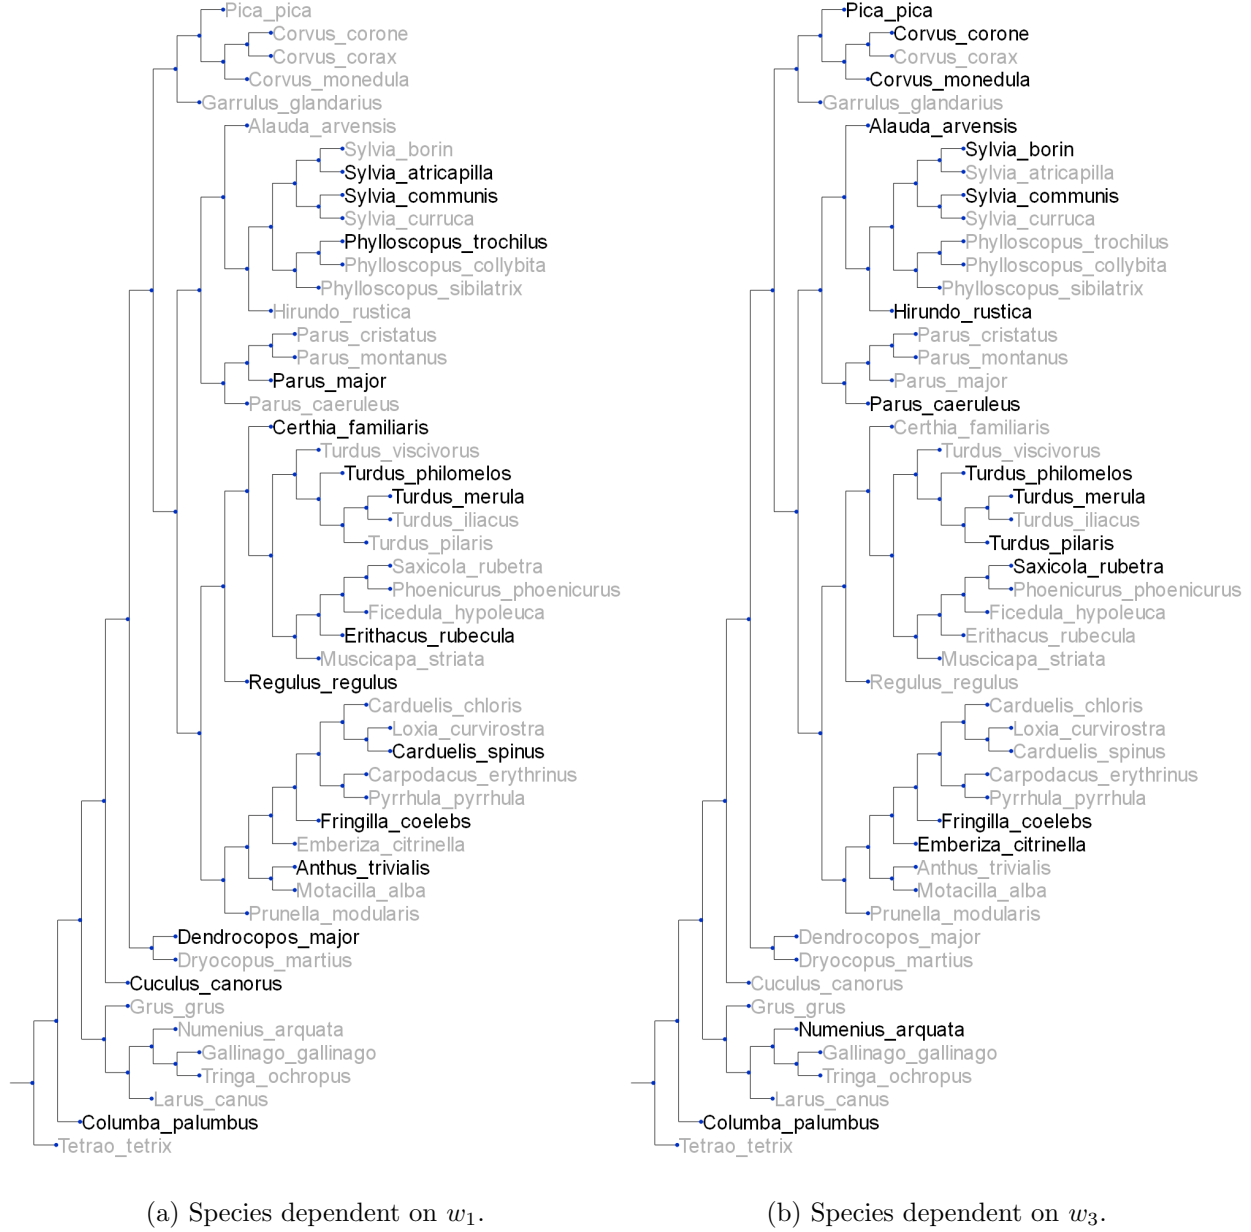 Pica_pica
Corvus_corone
Corvus_corax
Corvus_monedula
Garrulus_glandarius
Alauda_arvensis
Sylvia_borin
Sylvia_atricapilla
Sylvia_communis
Sylvia_curruca
Phylloscopus_trochilus
Phylloscopus_collybita
Phylloscopus_sibilatrix
Hirundo_rustica
Parus_cristatus
Parus_montanus
Parus_major
Parus_caeruleus
Certhia_familiaris
Turdus_viscivorus
Turdus_philomelos
Turdus_merula
Turdus_iliacus
Turdus_pilaris
Saxicola_rubetra
Phoenicurus_phoenicurus
Ficedula_hypoleuca
Erithacus_rubecula
Muscicapa_striata
Regulus_regulus
Carduelis_chloris
Loxia_curvirostra
Carduelis_spinus
Carpodacus_erythrinus
Pyrrhula_pyrrhula
Fringilla_coelebs
Emberiza_citrinella
Anthus_trivialis
Motacilla_alba
Prunella_modularis
Dendrocopos_major
Dryocopus_martius
Cuculus_canorus
Grus_grus
Numenius_arquata
Gallinago_gallinago
Tringa_ochropus
Larus_canus
Columba_palumbus
Tetrao_tetrix
(a) Species dependent on w₁.
Pica_pica
Corvus_corone
Corvus_corax
Corvus_monedula
Garrulus_glandarius
Alauda_arvensis
Sylvia_borin
Sylvia_atricapilla
Sylvia_communis
Sylvia_curruca
Phylloscopus_trochilus
Phylloscopus_collybita
Phylloscopus_sibilatrix
Hirundo_rustica
Parus_cristatus
Parus_montanus
Parus_major
Parus_caeruleus
Certhia_familiaris
Turdus_viscivorus
Turdus_philomelos
Turdus_merula
Turdus_iliacus
Turdus_pilaris
Saxicola_rubetra
Phoenicurus_phoenicurus
Ficedula_hypoleuca
Erithacus_rubecula
Muscicapa_striata
Regulus_regulus
Carduelis_chloris
Loxia_curvirostra
Carduelis_spinus
Carpodacus_erythrinus
Pyrrhula_pyrrhula
Fringilla_coelebs
Emberiza_citrinella
Anthus_trivialis
Motacilla_alba
Prunella_modularis
Dendrocopos_major
Dryocopus_martius
Cuculus_canorus
Grus_grus
Numenius_arquata
Gallinago_gallinago
Tringa_ochropus
Larus_canus
Columba_palumbus
Tetrao_tetrix
(b) Species dependent on w₃.